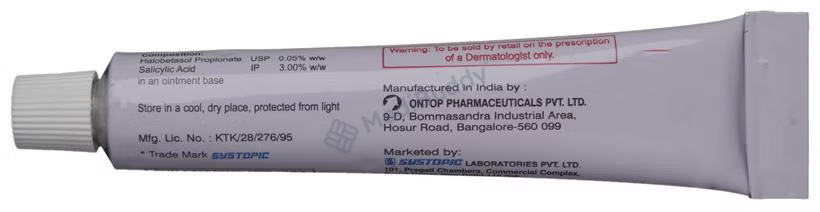 Composition:
Halobetasol Propionate USP 0.05% w/w
Salicylic Acid IP 3.00% w/w
in an ointment base
Store in a cool, dry place, protected from light
Mfg. Lic. No. : KTK/28/276/95
* Trade Mark SYSTOPIC
Warning: To be sold by retail on the prescription
of a Dermatologist only.
Manufactured in India by :
ONTOP PHARMACEUTICALS PVT. LTD.
9-D, Bommasandra Industrial Area,
Hosur Road, Bangalore-560 099
Marketed by:
SYSTOPIC LABORATORIES PVT. LTD.
101, Pragati Chambers, Commercial Complex,